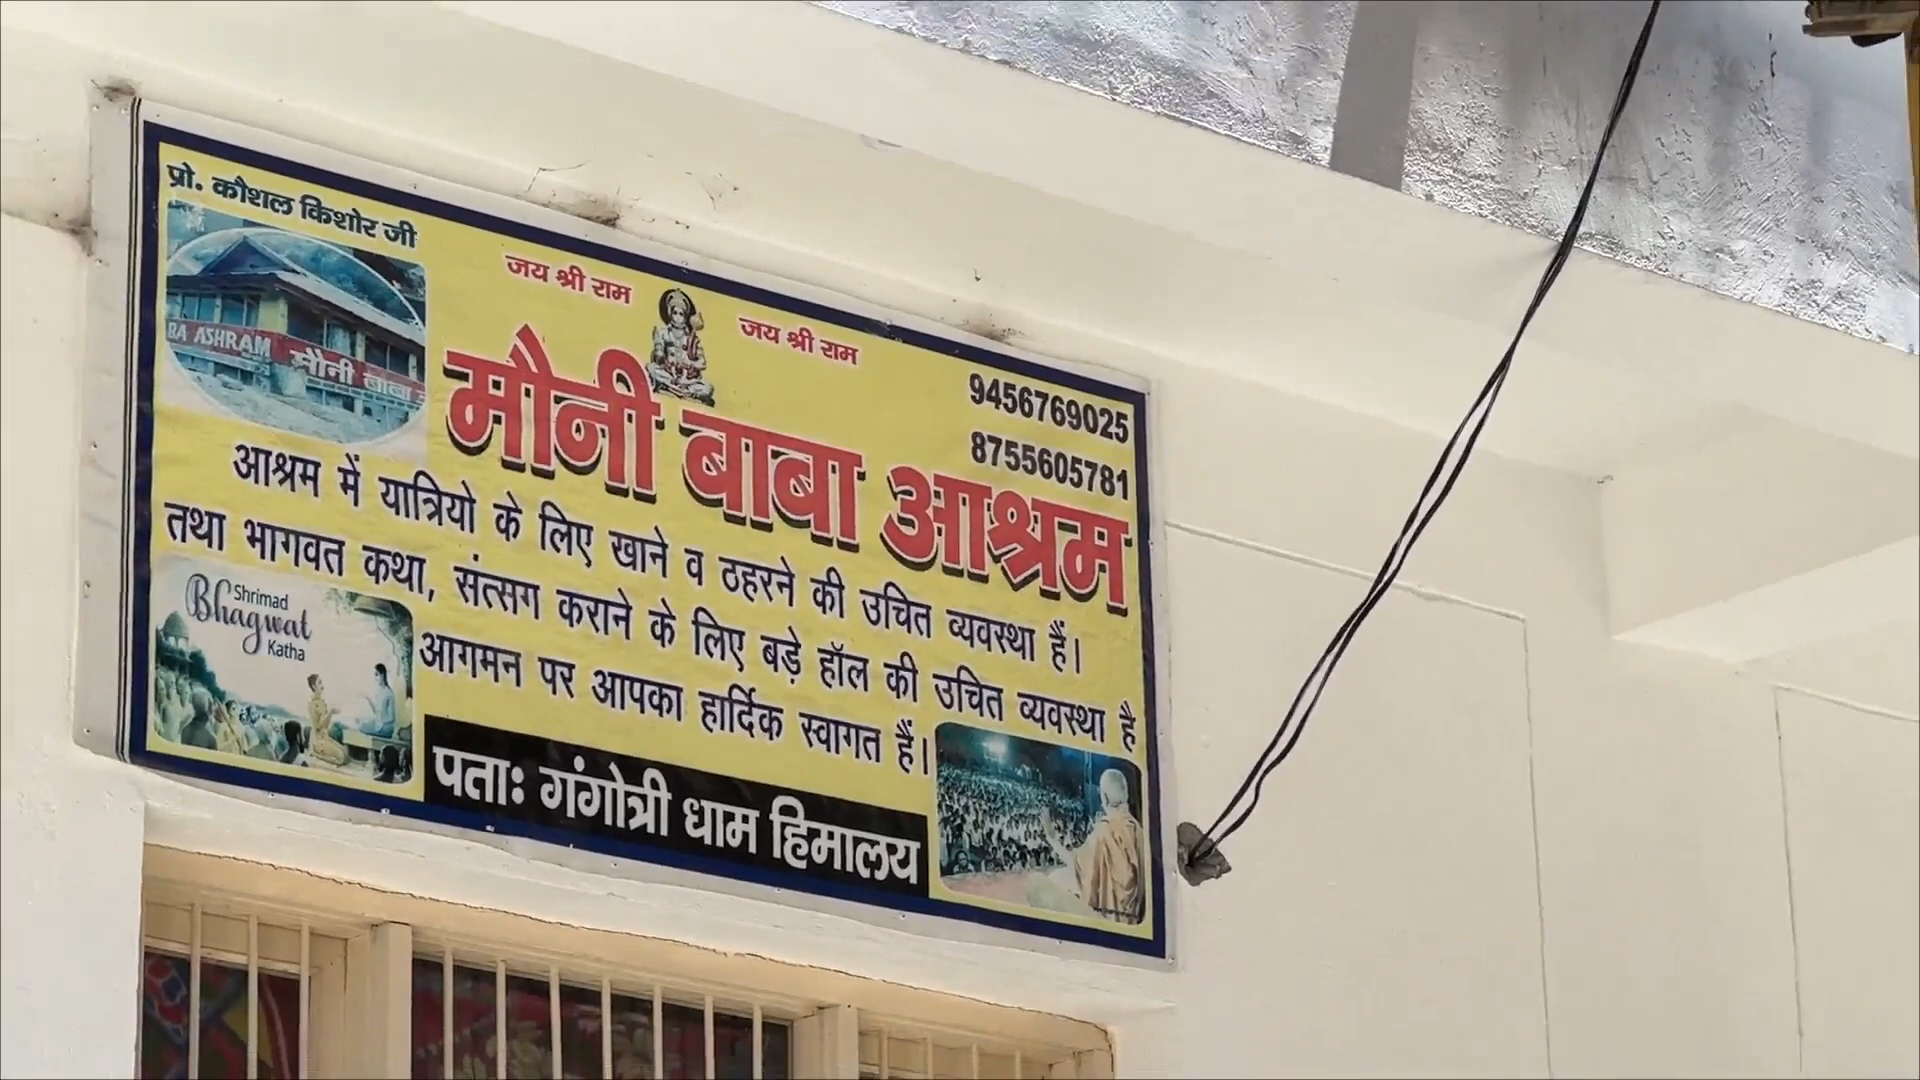 प्रो. कौशल किशोर जी
जय श्री राम
जय श्री राम
9456769025
8755605781
BA ASHRAM मौनी बाबा
मौनी बाबा आश्रम
आश्रम में यात्रियो के लिए खाने व ठहरने की उचित व्यवस्था हैं।
तथा भागवत कथा, संत्सग कराने के लिए बड़े हॉल की उचित व्यवस्था है
आगमन पर आपका हार्दिक स्वागत हैं।
Shrimad
Bhagwat
Katha
पताः गंगोत्री धाम हिमालय